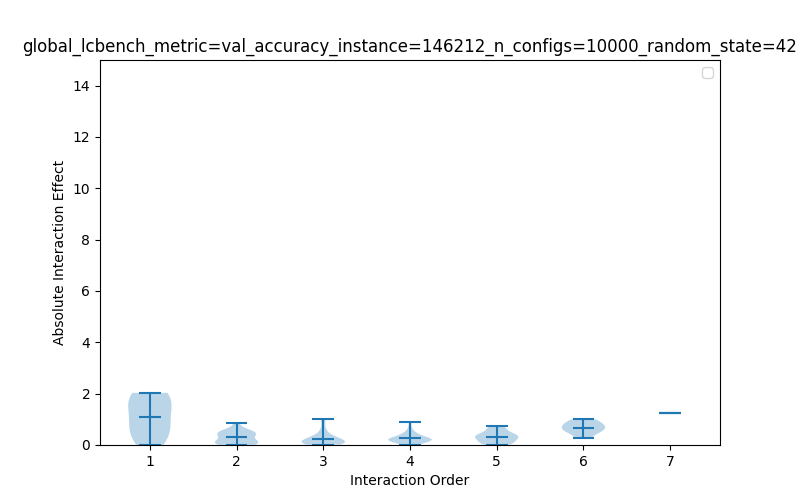 global_lcbench_metric=val_accuracy_instance=146212_n_configs=10000_random_state=42
14
12
10
8
6
4
2
0
Absolute Interaction Effect
1 2 3 4 5 6 7
Interaction Order